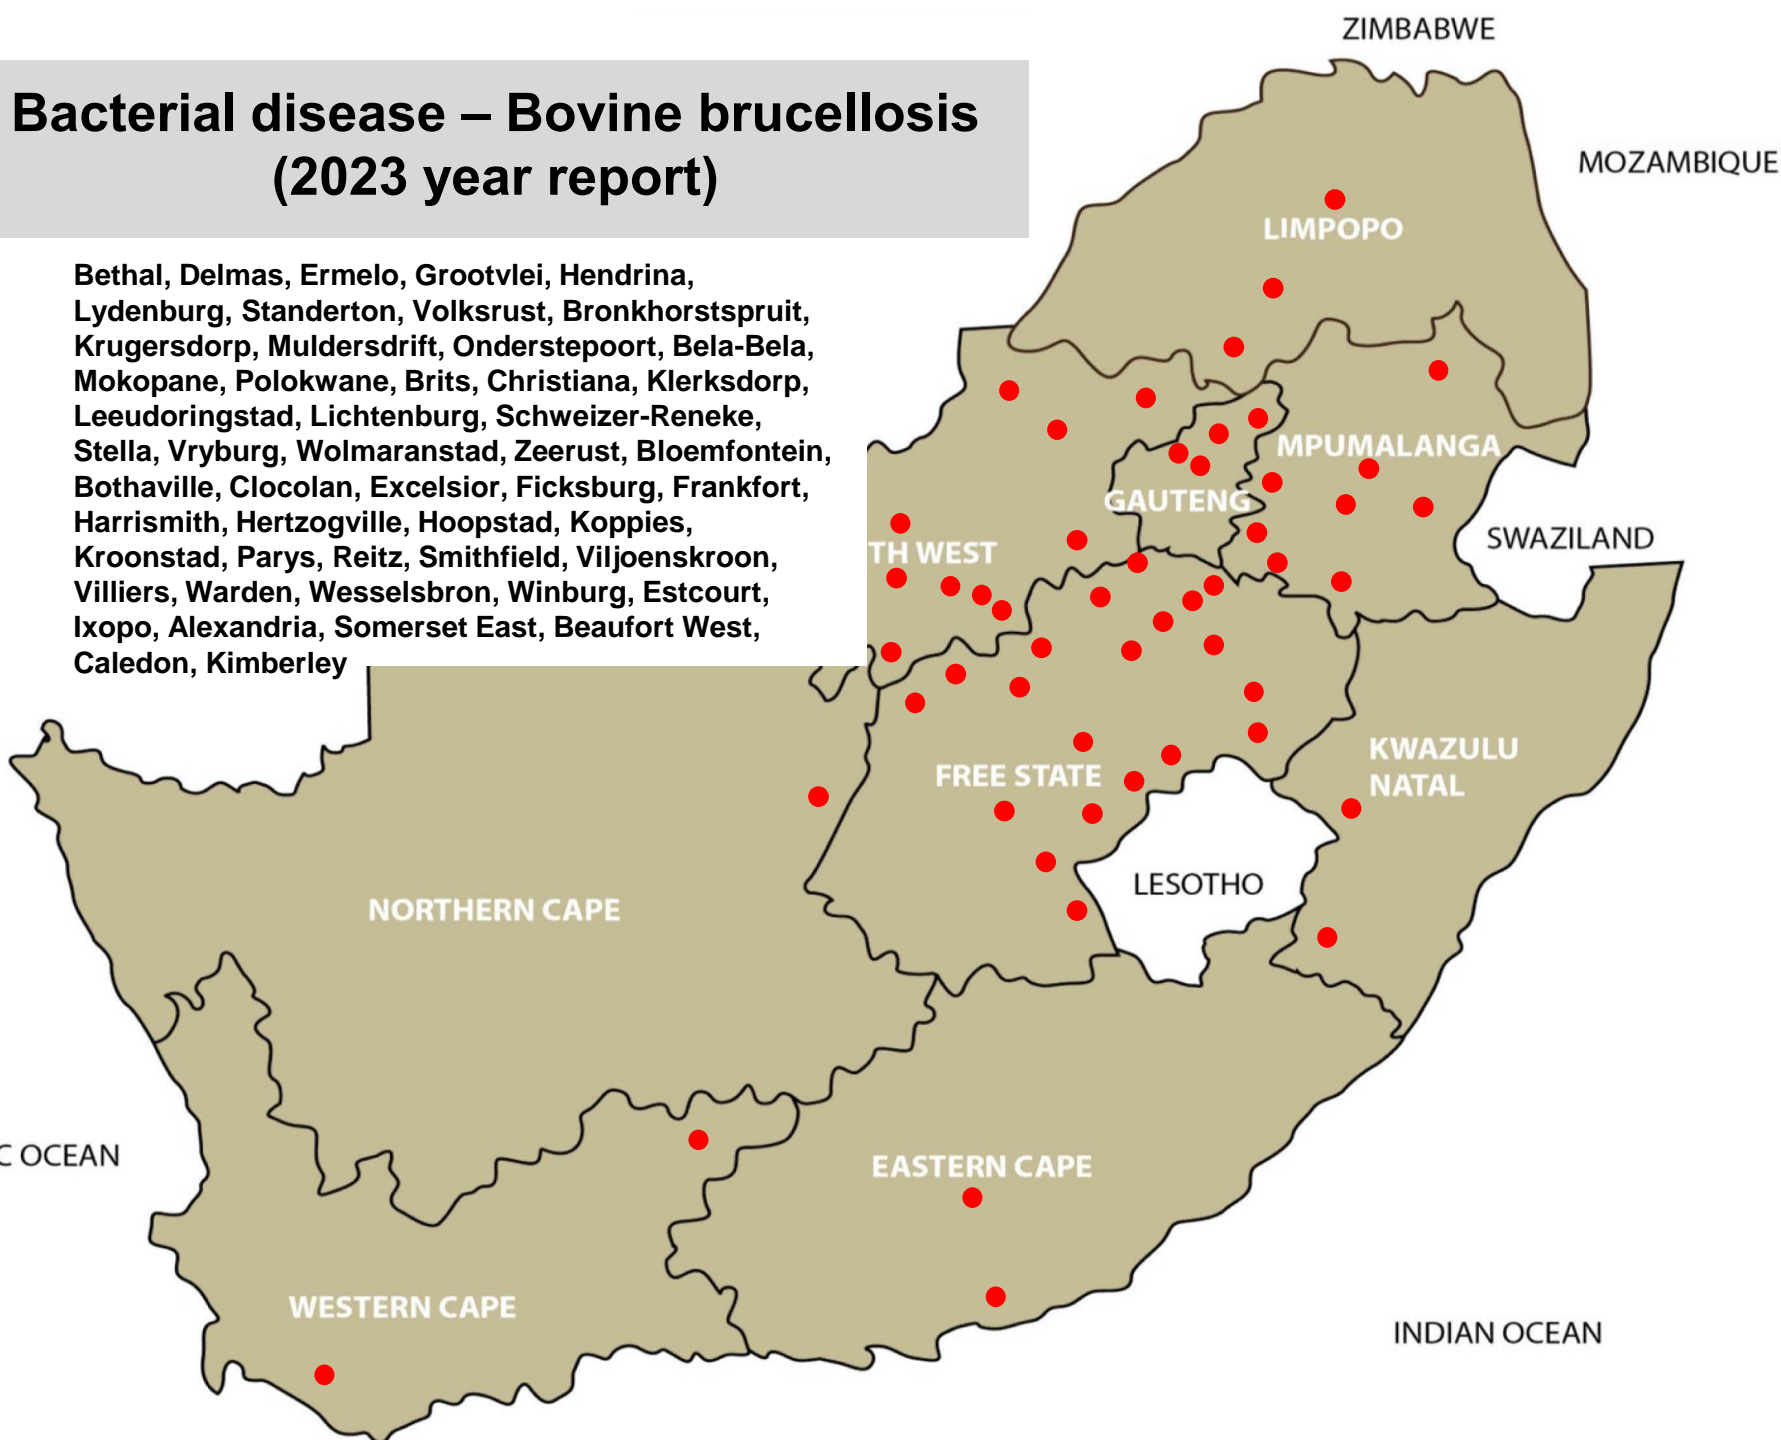 ZIMBABWE
Bacterial disease – Bovine brucellosis
(2023 year report)
MOZAMBIQUE
LIMPOPO
Bethal, Delmas, Ermelo, Grootvlei, Hendrina,
Lydenburg, Standerton, Volksrust, Bronkhorstspruit,
Krugersdorp, Muldersdrift, Onderstepoort, Bela-Bela,
Mokopane, Polokwane, Brits, Christiana, Klerksdorp,
Leeudoringstad, Lichtenburg, Schweizer-Reneke,
Stella, Vryburg, Wolmaranstad, Zeerust, Bloemfontein,
Bothaville, Clocolan, Excelsior, Ficksburg, Frankfort,
Harrismith, Hertzogville, Hoopstad, Koppies,
Kroonstad, Parys, Reitz, Smithfield, Viljoenskroon,
Villiers, Warden, Wesselsbron, Winburg, Estcourt,
Ixopo, Alexandria, Somerset East, Beaufort West,
Caledon, Kimberley
MPUMALANGA
GAUTENG
SWAZILAND
TH WEST
KWAZULU
NATAL
FREE STATE
LESOTHO
NORTHERN CAPE
C OCEAN
EASTERN CAPE
WESTERN CAPE
INDIAN OCEAN